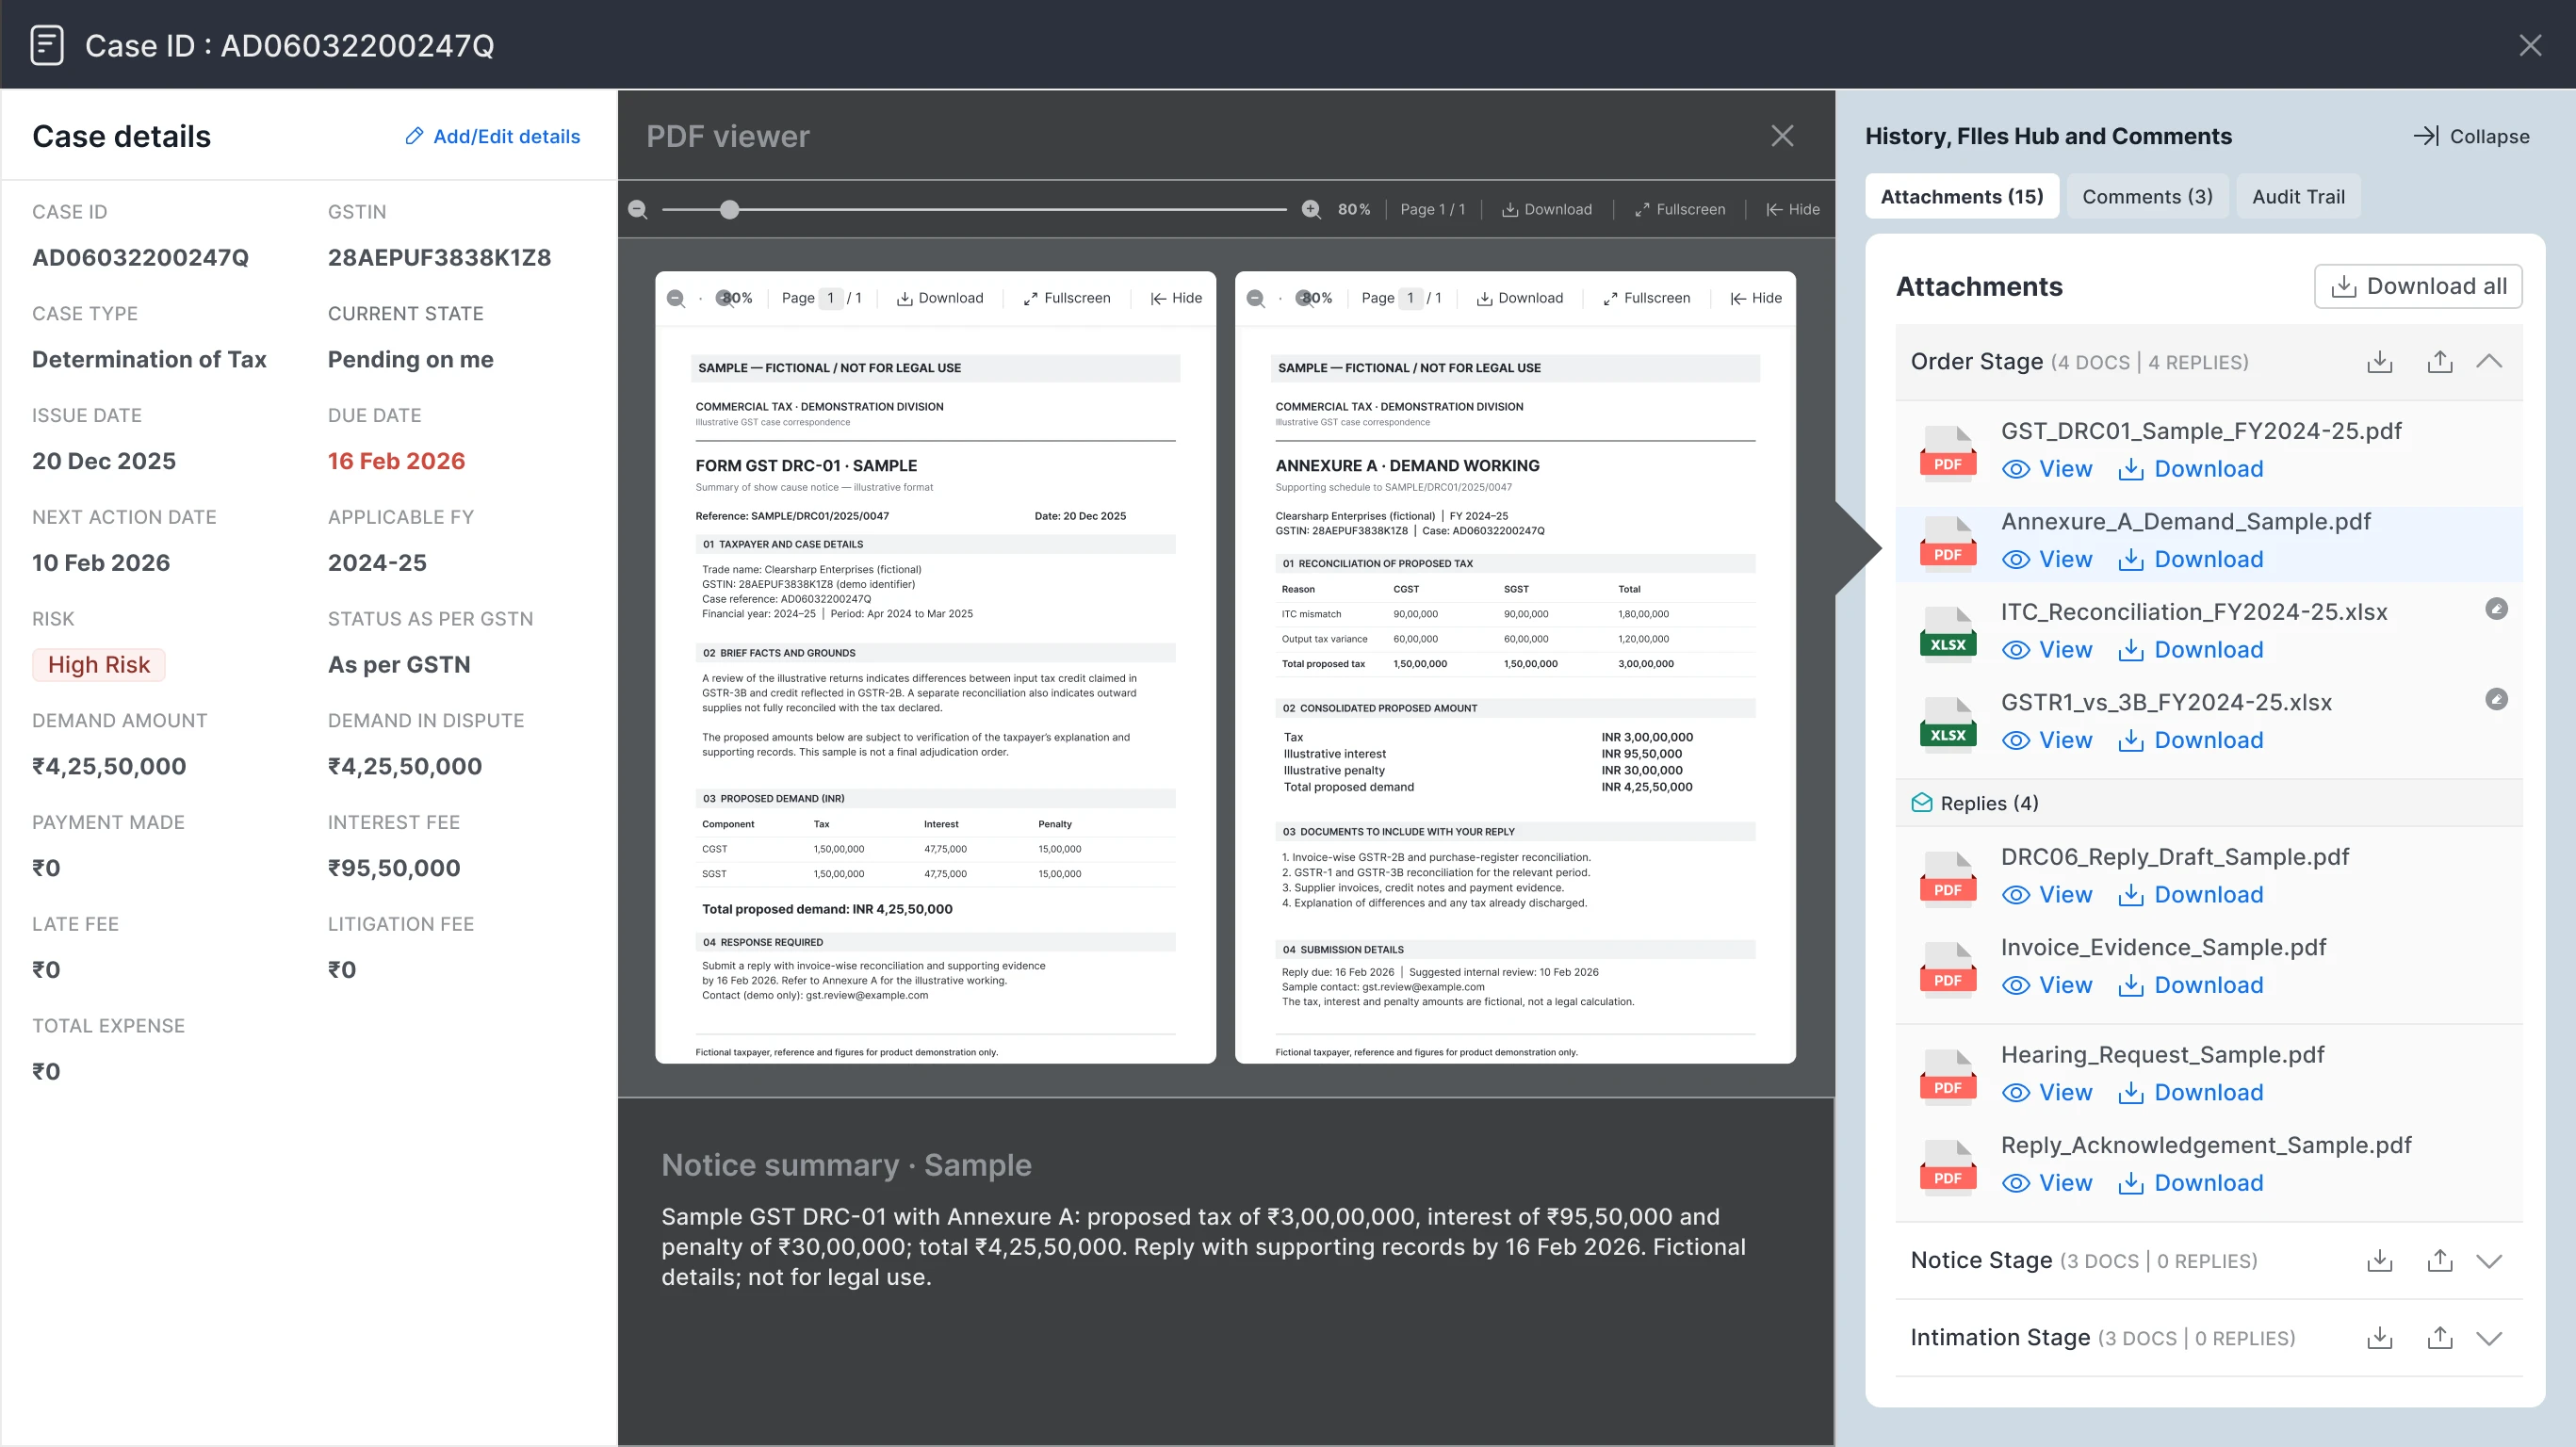 Case ID : AD06032200247Q
Case details
Add/Edit details
CASE ID
GSTIN
AD06032200247Q
28AEPUF3838K1Z8
CASE TYPE
CURRENT STATE
Determination of Tax
Pending on me
ISSUE DATE
DUE DATE
20 Dec 2025
16 Feb 2026
NEXT ACTION DATE
APPLICABLE FY
10 Feb 2026
2024-25
RISK
STATUS AS PER GSTN
High Risk
As per GSTN
DEMAND AMOUNT
DEMAND IN DISPUTE
₹4,25,50,000
₹4,25,50,000
PAYMENT MADE
INTEREST FEE
₹0
₹95,50,000
LATE FEE
LITIGATION FEE
₹0
₹0
TOTAL EXPENSE
₹0
PDF viewer
80% Page 1 / 1 Download Fullscreen Hide
80% Page 1 / 1 Download Fullscreen Hide
SAMPLE — FICTIONAL / NOT FOR LEGAL USE
COMMERCIAL TAX · DEMONSTRATION DIVISION
Illustrative GST case correspondence
FORM GST DRC-01 · SAMPLE
Summary of show cause notice — illustrative format
Reference: SAMPLE/DRC01/2025/0047 Date: 20 Dec 2025
01 TAXPAYER AND CASE DETAILS
Trade name: Clearsharp Enterprises (fictional)
GSTIN: 28AEPUF3838K1Z8 (demo identifier)
Case reference: AD06032200247Q
Financial year: 2024–25 | Period: Apr 2024 to Mar 2025
02 BRIEF FACTS AND GROUNDS
A review of the illustrative returns indicates differences between input tax credit claimed in
GSTR-3B and credit reflected in GSTR-2B. A separate reconciliation also indicates outward
supplies not fully reconciled with the tax declared.
The proposed amounts below are subject to verification of the taxpayer's explanation and
supporting records. This sample is not a final adjudication order.
03 PROPOSED DEMAND (INR)
Component Tax Interest Penalty
CGST 1,50,00,000 47,75,000 15,00,000
SGST 1,50,00,000 47,75,000 15,00,000
Total proposed demand: INR 4,25,50,000
04 RESPONSE REQUIRED
Submit a reply with invoice-wise reconciliation and supporting evidence
by 16 Feb 2026. Refer to Annexure A for the illustrative working.
Contact (demo only): gst.review@example.com
Fictional taxpayer, reference and figures for product demonstration only.
80% Page 1 / 1 Download Fullscreen Hide
SAMPLE — FICTIONAL / NOT FOR LEGAL USE
COMMERCIAL TAX · DEMONSTRATION DIVISION
Illustrative GST case correspondence
ANNEXURE A · DEMAND WORKING
Supporting schedule to SAMPLE/DRC01/2025/0047
Clearsharp Enterprises (fictional) | FY 2024–25
GSTIN: 28AEPUF3838K1Z8 | Case: AD06032200247Q
01 RECONCILIATION OF PROPOSED TAX
Reason CGST SGST Total
ITC mismatch 90,00,000 90,00,000 1,80,00,000
Output tax variance 60,00,000 60,00,000 1,20,00,000
Total proposed tax 1,50,00,000 1,50,00,000 3,00,00,000
02 CONSOLIDATED PROPOSED AMOUNT
Tax INR 3,00,00,000
Illustrative interest INR 95,50,000
Illustrative penalty INR 30,00,000
Total proposed demand INR 4,25,50,000
03 DOCUMENTS TO INCLUDE WITH YOUR REPLY
1. Invoice-wise GSTR-2B and purchase-register reconciliation.
2. GSTR-1 and GSTR-3B reconciliation for the relevant period.
3. Supplier invoices, credit notes and payment evidence.
4. Explanation of differences and any tax already discharged.
04 SUBMISSION DETAILS
Reply due: 16 Feb 2026 | Suggested internal review: 10 Feb 2026
Sample contact: gst.review@example.com
The tax, interest and penalty amounts are fictional, not a legal calculation.
Fictional taxpayer, reference and figures for product demonstration only.
Notice summary · Sample
Sample GST DRC-01 with Annexure A: proposed tax of ₹3,00,00,000, interest of ₹95,50,000 and
penalty of ₹30,00,000; total ₹4,25,50,000. Reply with supporting records by 16 Feb 2026. Fictional
details; not for legal use.
History, FIles Hub and Comments
Collapse
Attachments (15) Comments (3) Audit Trail
Attachments
Download all
Order Stage (4 DOCS | 4 REPLIES)
GST_DRC01_Sample_FY2024-25.pdf
PDF
View Download
Annexure_A_Demand_Sample.pdf
PDF
View Download
ITC_Reconciliation_FY2024-25.xlsx
XLSX
View Download
GSTR1_vs_3B_FY2024-25.xlsx
XLSX
View Download
Replies (4)
DRC06_Reply_Draft_Sample.pdf
PDF
View Download
Invoice_Evidence_Sample.pdf
PDF
View Download
Hearing_Request_Sample.pdf
PDF
View Download
Reply_Acknowledgement_Sample.pdf
PDF
View Download
Notice Stage (3 DOCS | 0 REPLIES)
Intimation Stage (3 DOCS | 0 REPLIES)